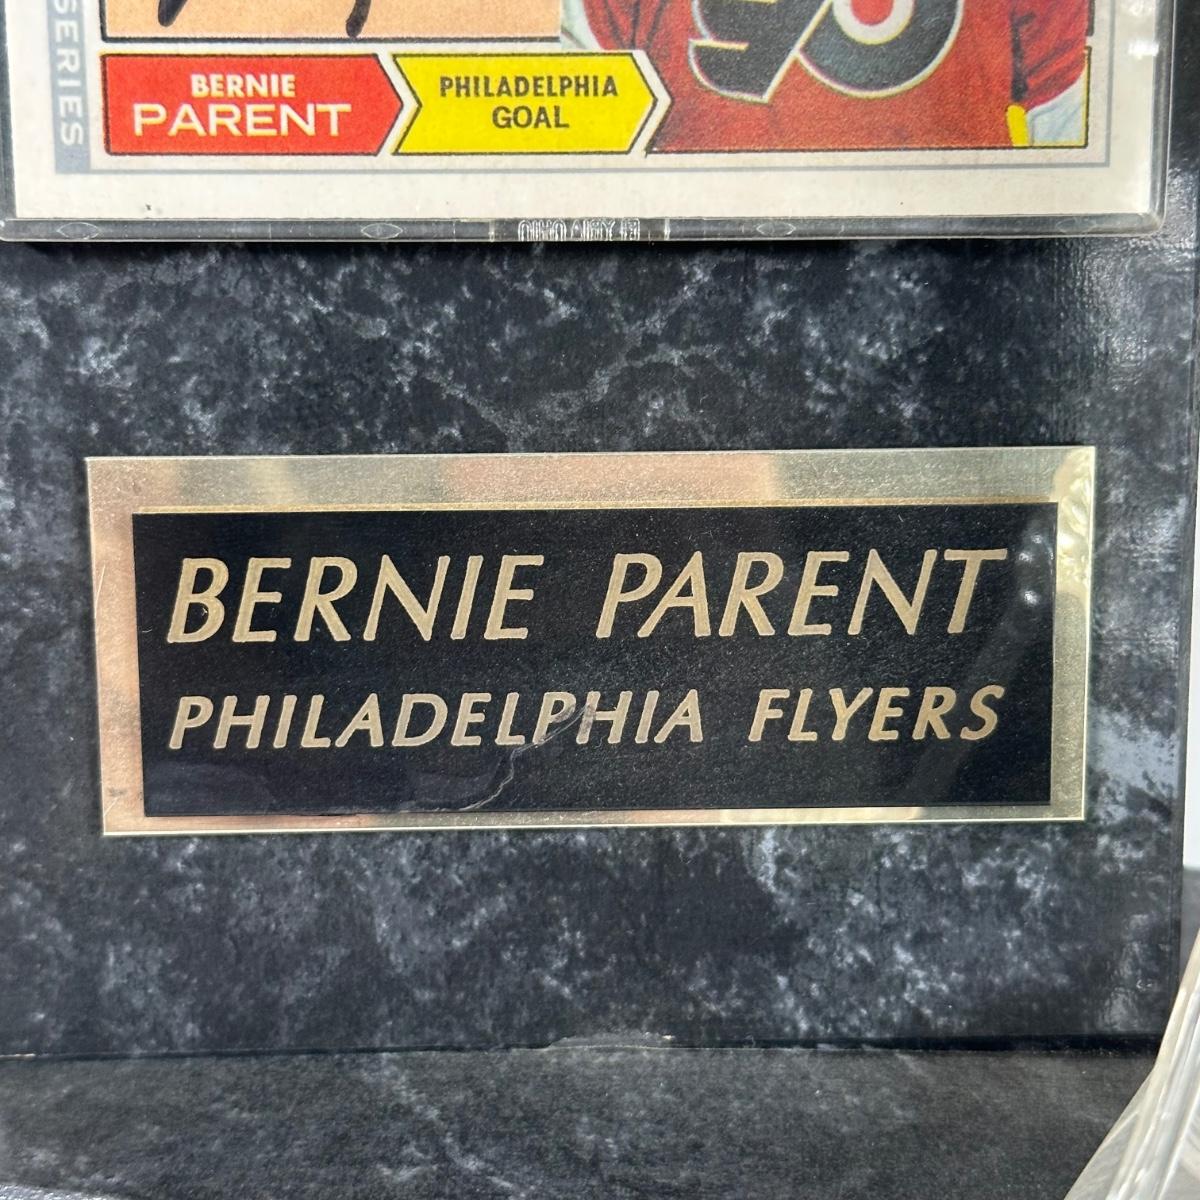 SERIES
BERNIE
PARENT
PHILADELPHIA
GOAL
BERNIE PARENT
PHILADELPHIA FLYERS